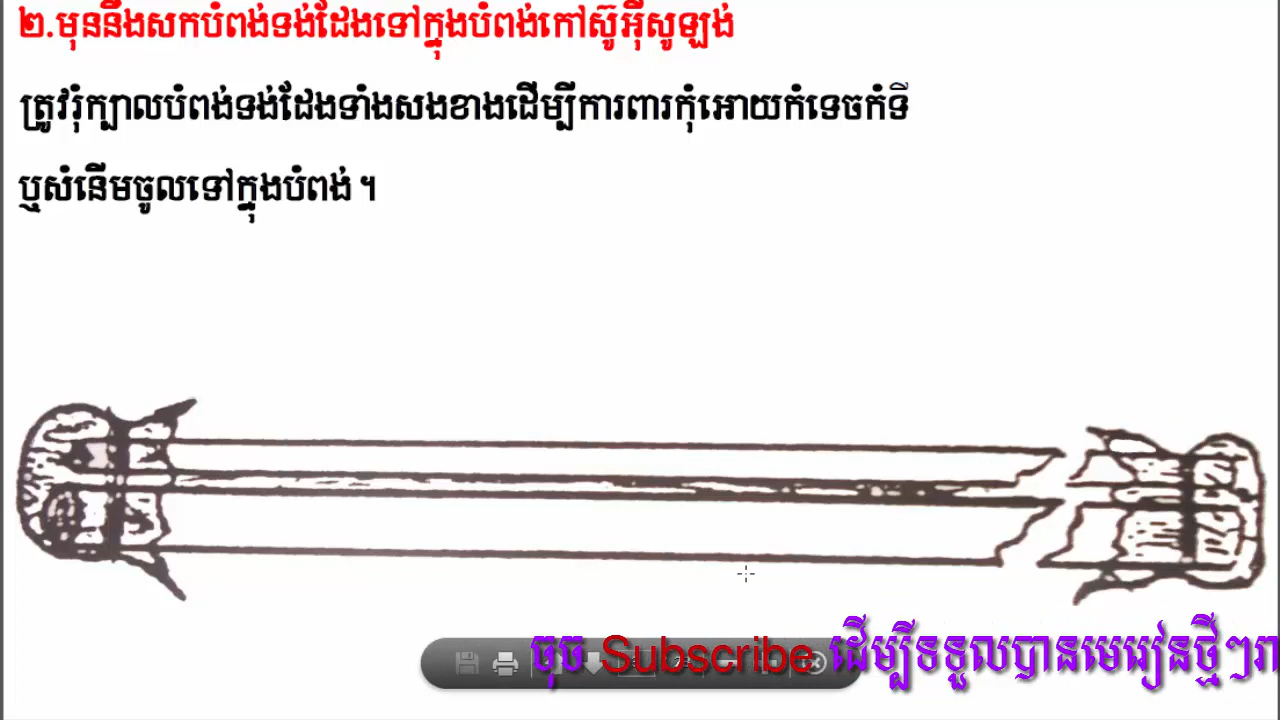 ២.មុននឹងសកបំពង់ទង់ដែងទៅក្នុងបំពង់កៅស៊ូអ៊ីសូឡង់
ត្រូវរុំក្បាលបំពង់ទង់ដែងទាំងសងខាងដើម្បីការពារកុំអោយកំទេចកំទី
ឬសំនើមចូលទៅក្នុងបំពង់ ។
ចុច Subscribe ដើម្បីទទួលបានមេរៀនថ្មីៗរា